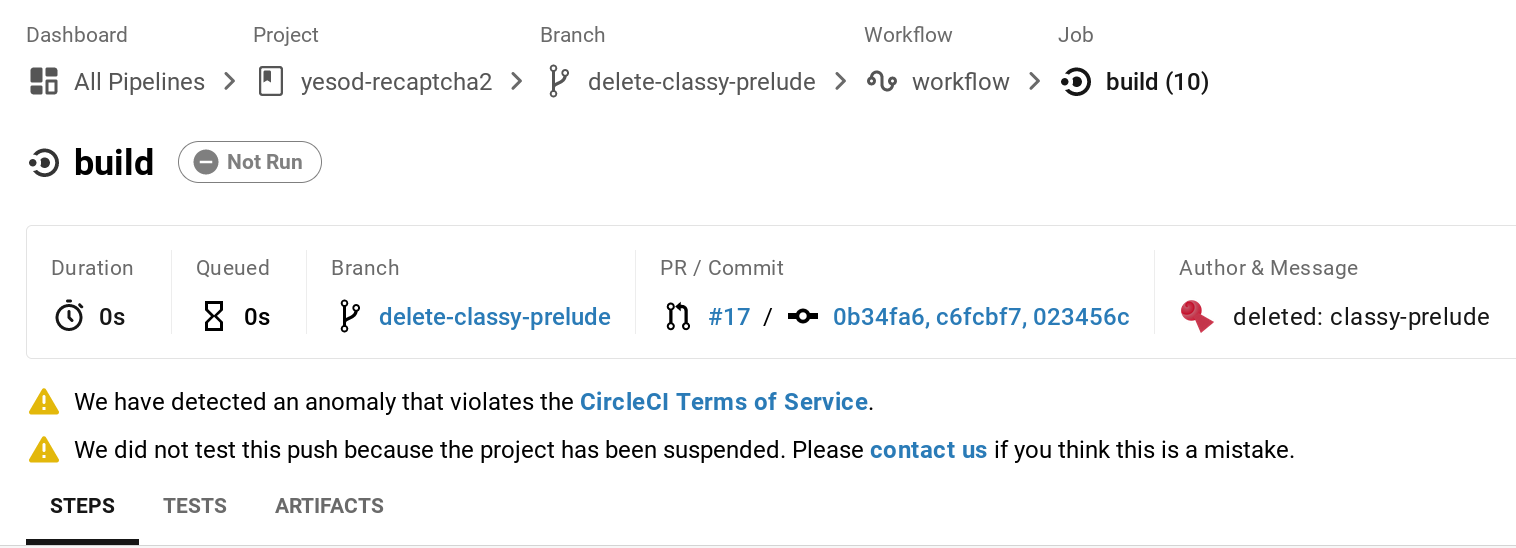 Dashboard Project Branch Workflow Job
All Pipelines yesod-recaptcha2 delete-classy-prelude workflow build (10)
build Not Run
Duration Queued Branch PR / Commit Author & Message
0s 0s delete-classy-prelude #17 / 0b34fa6, c6fcbf7, 023456c deleted: classy-prelude
We have detected an anomaly that violates the CircleCI Terms of Service.
We did not test this push because the project has been suspended. Please contact us if you think this is a mistake.
STEPS TESTS ARTIFACTS